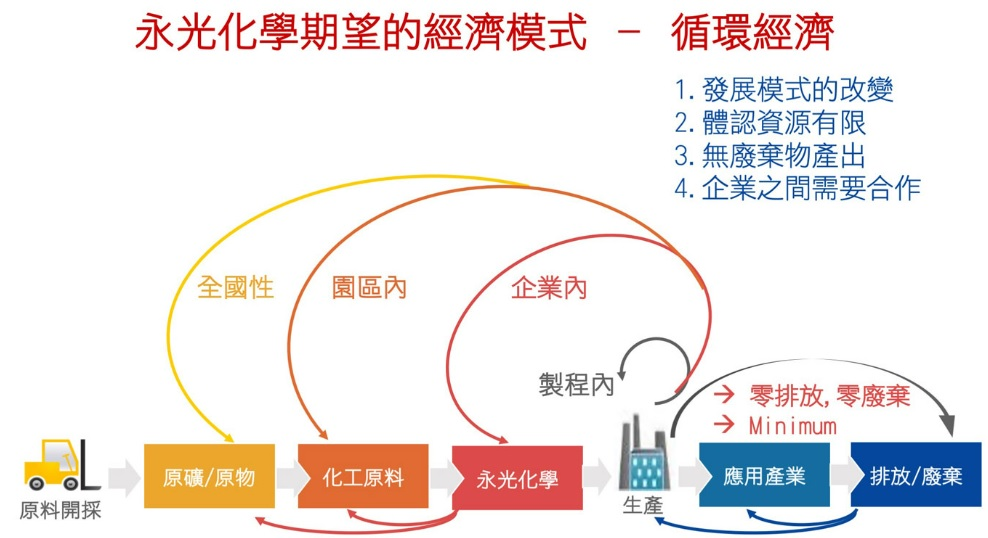 永光化學期望的經濟模式 － 循環經濟
1. 發展模式的改變
2. 體認資源有限
3. 無廢棄物產出
4. 企業之間需要合作
全國性
園區內
企業內
製程內
→ 零排放,零廢棄
→ Minimum
原料開採
原礦/原物
化工原料
永光化學
生產
應用產業
排放/廢棄